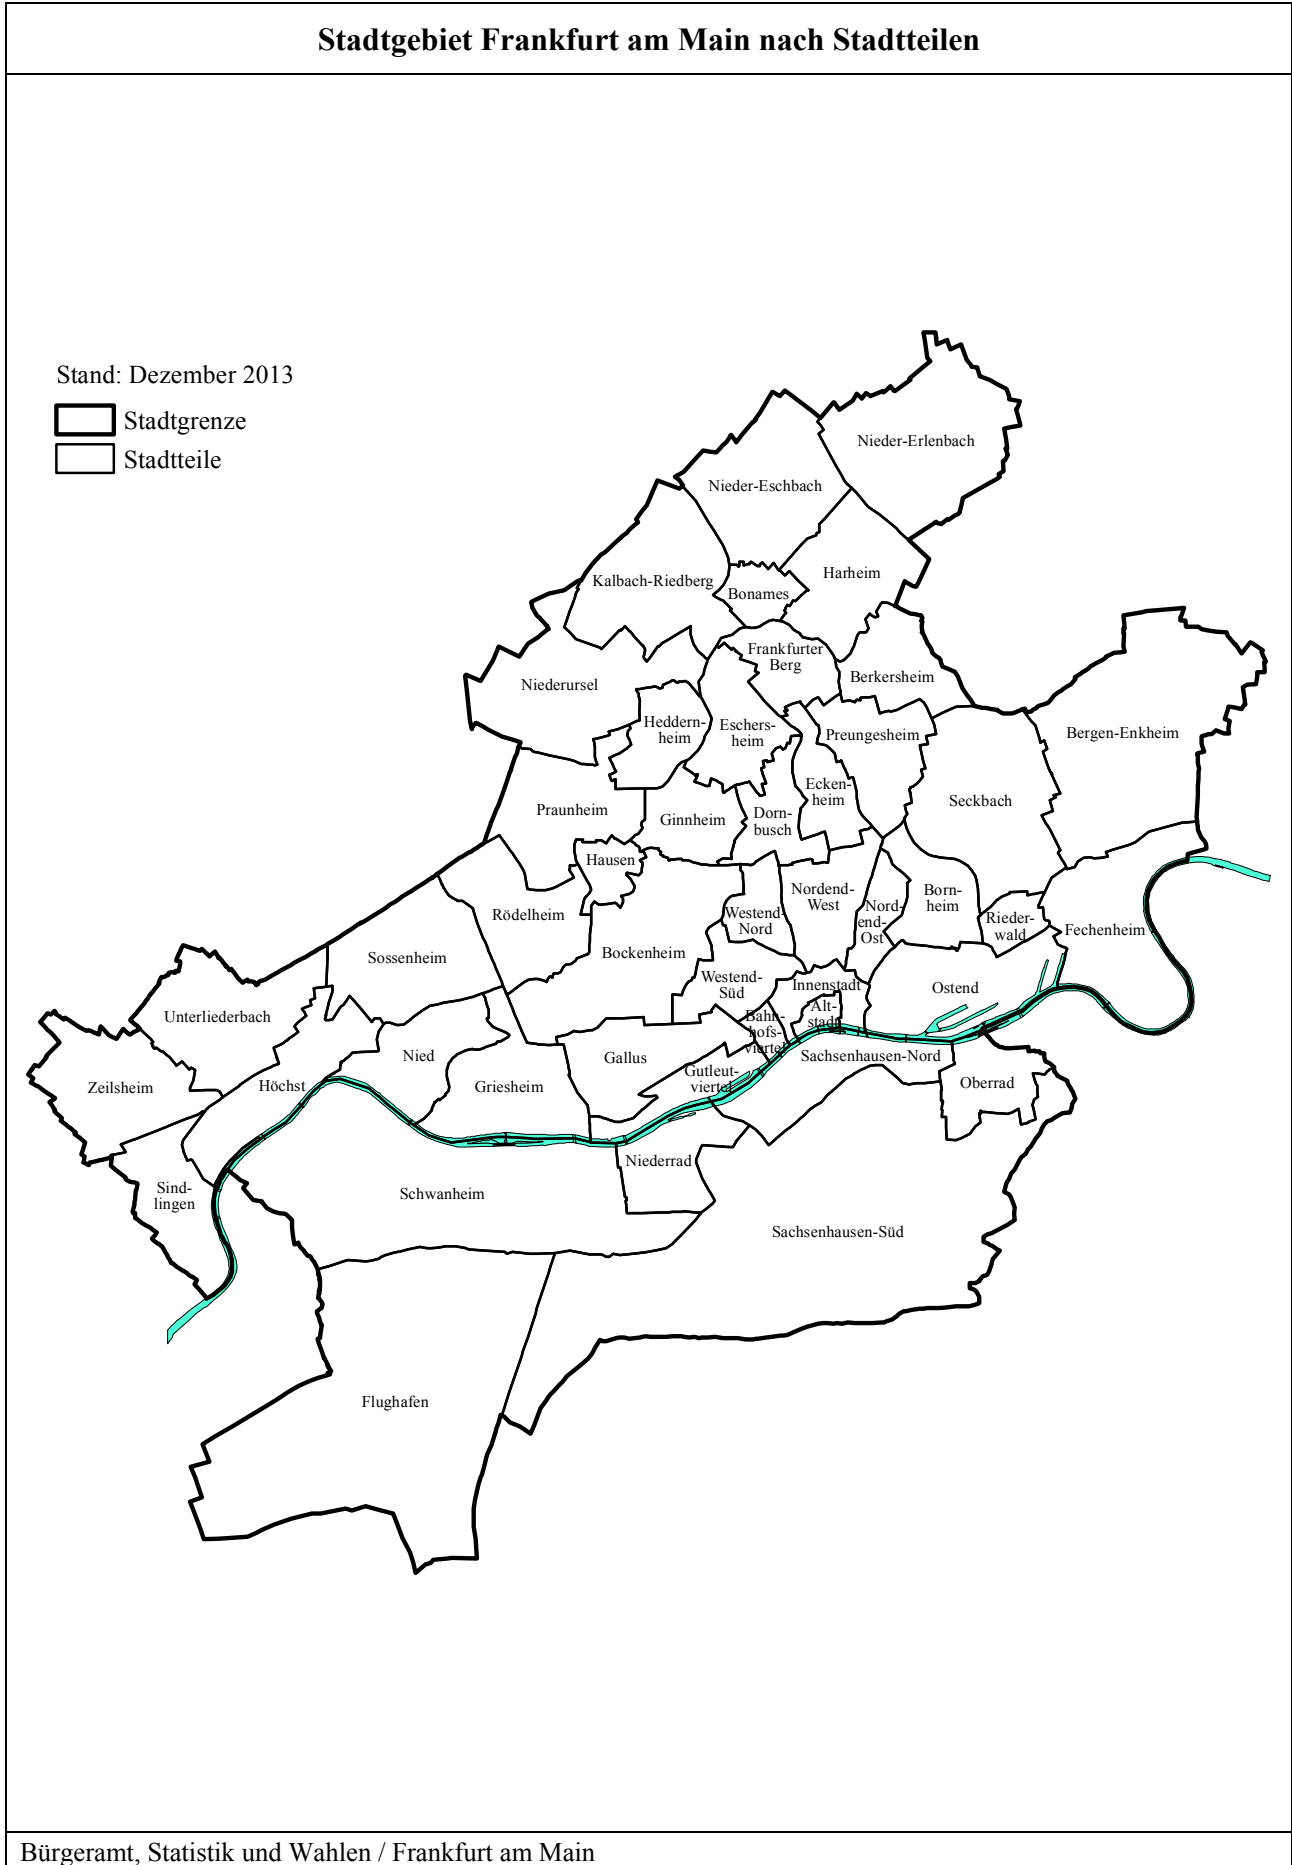 Stadtgebiet Frankfurt am Main nach Stadtteilen
Stand: Dezember 2013
Stadtgrenze
Stadtteile
Nieder-Erlenbach
Nieder-Eschbach
Harheim
Kalbach-Riedberg
Bonames
Frankfurter
Berg
Berkersheim
Niederursel
Heddern-
heim
Eschers-
heim
Preungesheim
Bergen-Enkheim
Praunheim
Ginnheim
Dorn-
busch
Ecken-
heim
Seckbach
Hausen
Rödelheim
Bockenheim
Westend-
Nord
Nordend-
West
Nord-
end-
Ost
Born-
heim
Rieder-
wald
Fechenheim
Sossenheim
Westend-
Süd
Innenstadt
Alt-
stadt
Ostend
Unterliederbach
Bahn-
hofs-
viertel
Zeilsheim
Höchst
Nied
Griesheim
Gallus
Gutleut-
viertel
Sachsenhausen-Nord
Oberrad
Sind-
lingen
Schwanheim
Niederrad
Sachsenhausen-Süd
Flughafen
Bürgeramt, Statistik und Wahlen / Frankfurt am Main